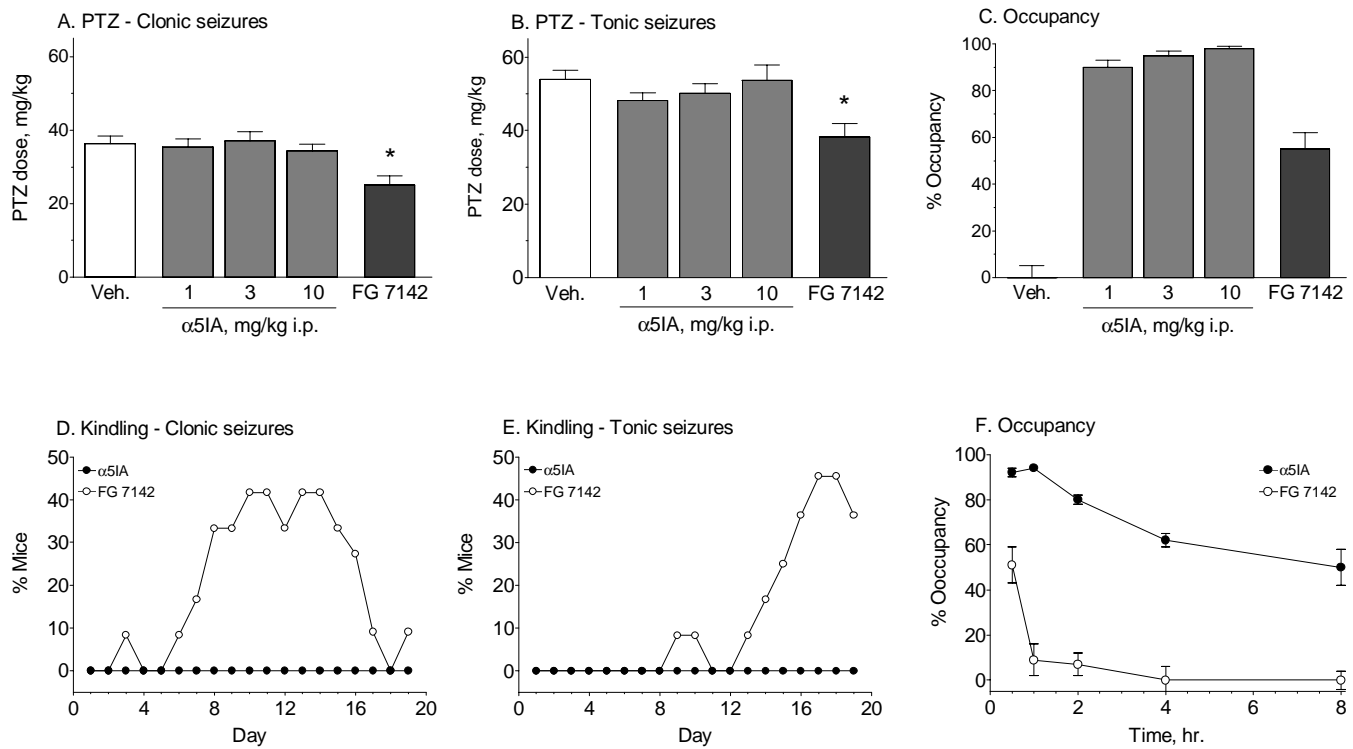 A. PTZ - Clonic seizures
60
40
20
0
PTZ dose, mg/kg
*
Veh.
1
3
10
FG 7142
α5IA, mg/kg i.p.
B. PTZ - Tonic seizures
60
40
20
0
PTZ dose, mg/kg
*
Veh.
1
3
10
FG 7142
α5IA, mg/kg i.p.
C. Occupancy
100
80
60
40
20
0
% Occupancy
Veh.
1
3
10
FG 7142
α5IA, mg/kg i.p.
D. Kindling - Clonic seizures
50
40
30
20
10
0
% Mice
α5IA
FG 7142
0
4
8
12
16
20
Day
E. Kindling - Tonic seizures
50
40
30
20
10
0
% Mice
α5IA
FG 7142
0
4
8
12
16
20
Day
F. Occupancy
100
80
60
40
20
0
% Ooccupancy
α5IA
FG 7142
0
2
4
6
8
Time, hr.